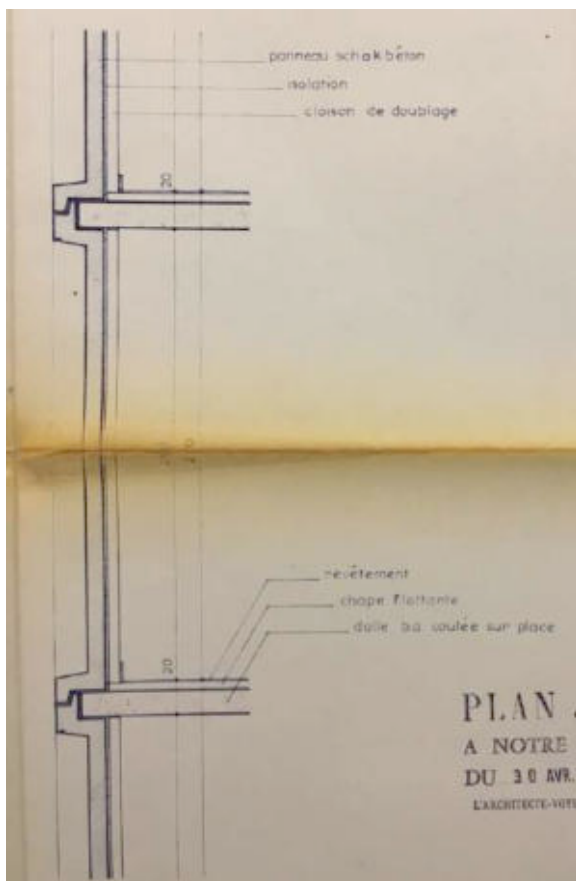 panneau schokbéton
isolation
cloison de doublage
20
revêtement
chape flottante
dalle b.a. coulée sur place
20
PLAN
A NOTRE
DU 30 AVR.
L'ARCHITECTE-VOYE